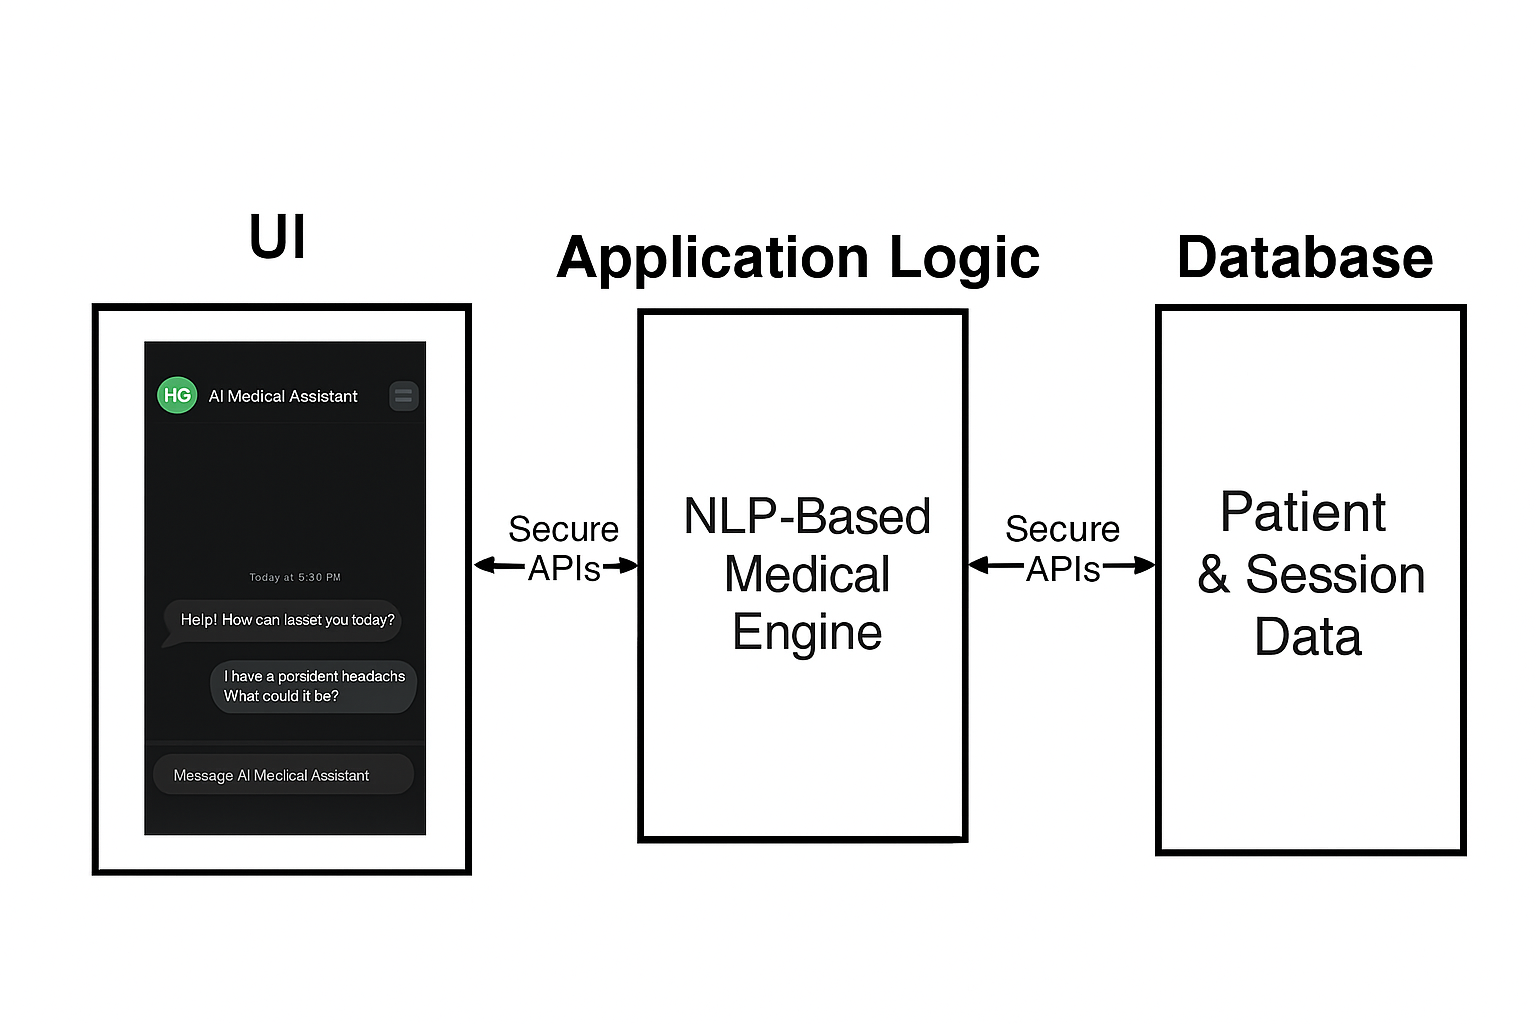 UI
Application Logic
Database
HG
AI Medical Assistant
Today at 5:30 PM
Help! How can lasset you today?
I have a porsident headachs
What could it be?
Message AI Meclical Assistant
Secure
APIs
NLP-Based
Medical
Engine
Secure
APIs
Patient
& Session
Data